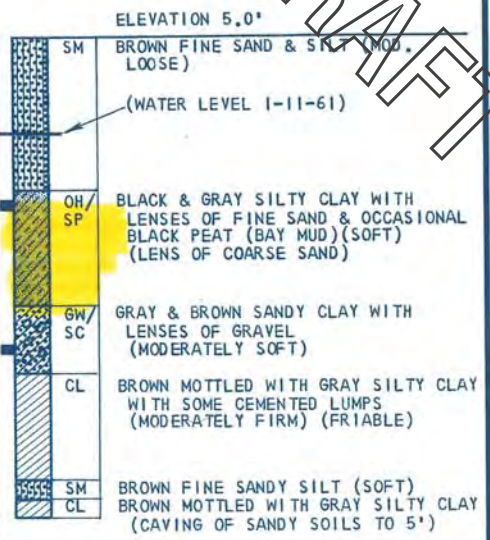 ELEVATION 5.0'
SM BROWN FINE SAND & SILT (MOD.
LOOSE)
(WATER LEVEL 1-11-61)
OH/ BLACK & GRAY SILTY CLAY WITH
SP LENSES OF FINE SAND & OCCASIONAL
BLACK PEAT (BAY MUD)(SOFT)
(LENS OF COARSE SAND)
GW/ GRAY & BROWN SANDY CLAY WITH
SC LENSES OF GRAVEL
(MODERATELY SOFT)
CL BROWN MOTTLED WITH GRAY SILTY CLAY
WITH SOME CEMENTED LUMPS
(MODERATELY FIRM) (FRIABLE)
SM BROWN FINE SANDY SILT (SOFT)
CL BROWN MOTTLED WITH GRAY SILTY CLAY
(CAVING OF SANDY SOILS TO 5')
DRAFT